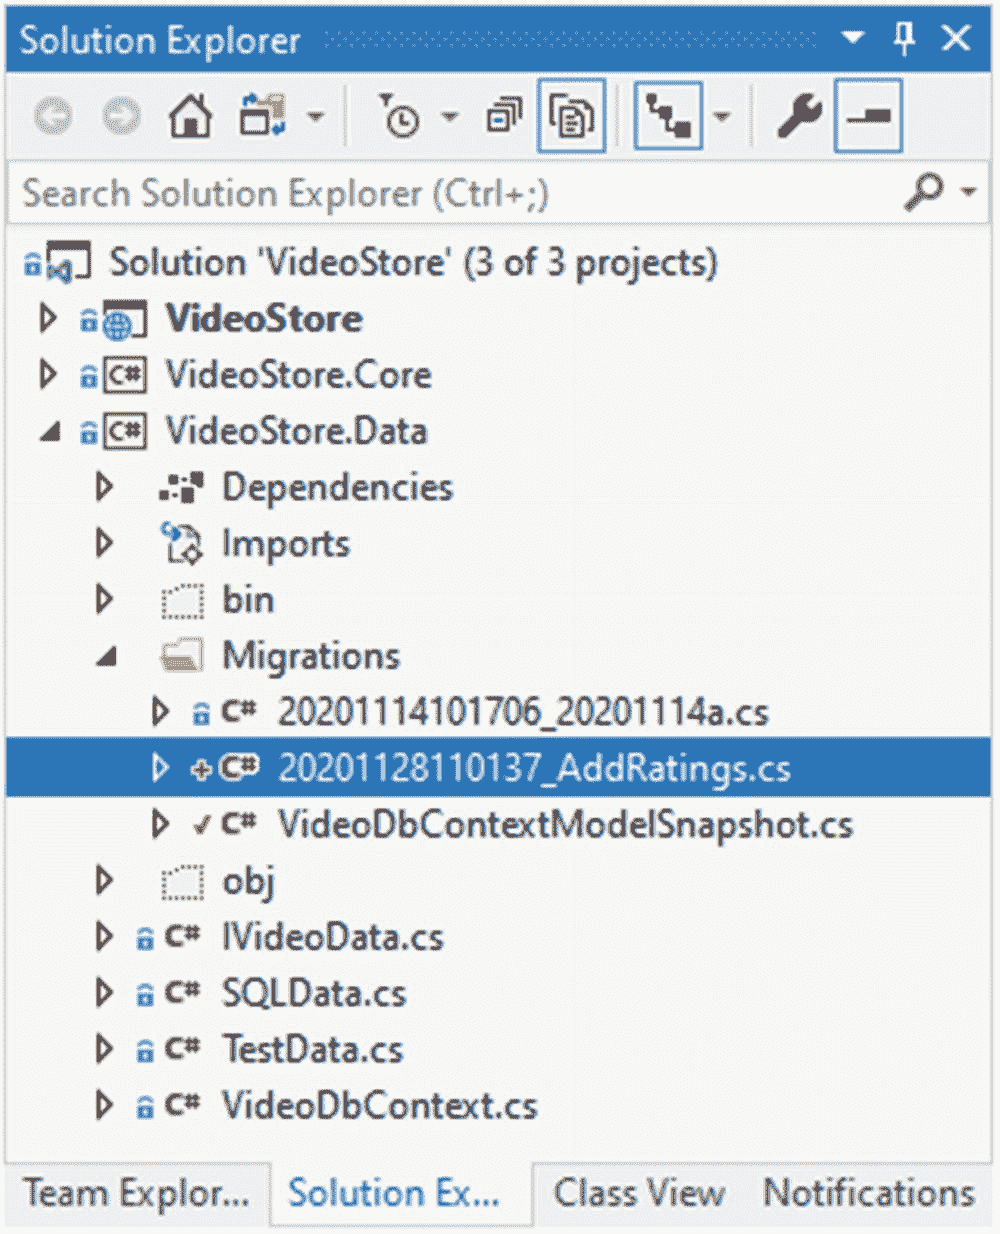 Solution Explorer
Search Solution Explorer (Ctrl+;)
Solution 'VideoStore' (3 of 3 projects)
VideoStore
C# VideoStore.Core
C# VideoStore.Data
Dependencies
Imports
bin
Migrations
C# 20201114101706_20201114a.cs
C# 20201128110137_AddRatings.cs
C# VideoDbContextModelSnapshot.cs
obj
C# IVideoData.cs
C# SQLData.cs
C# TestData.cs
C# VideoDbContext.cs
Team Explor... Solution Ex... Class View Notifications